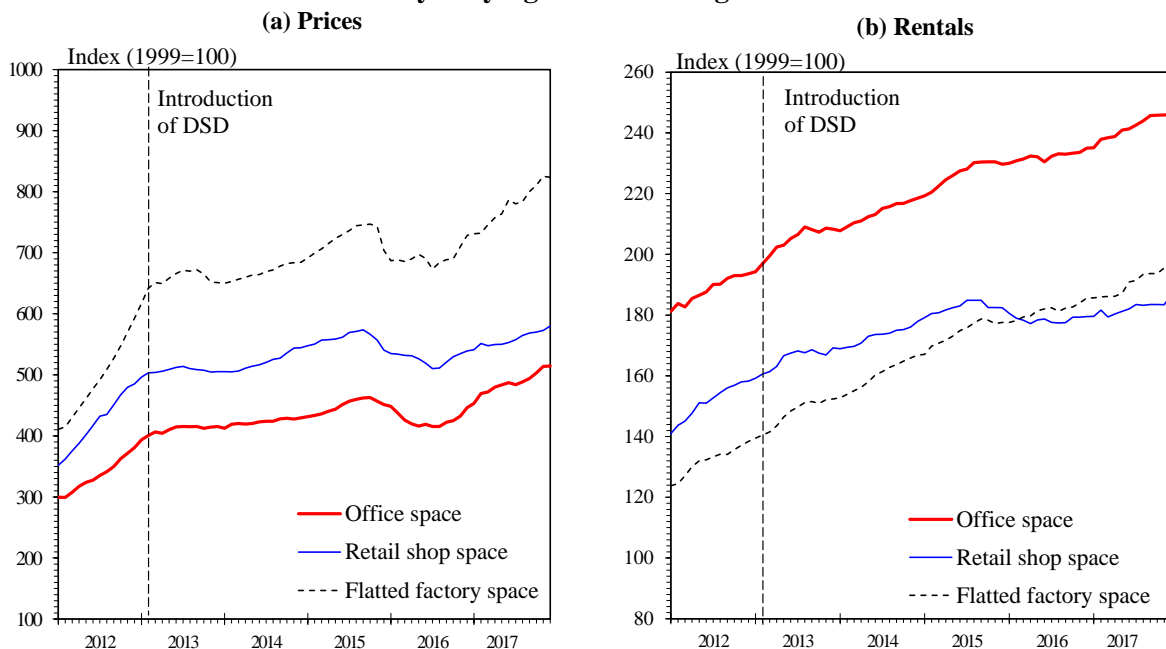 (a) Prices
Index (1999=100)
1000
900
800
700
600
500
400
300
200
100
Introduction
of DSD
Office space
Retail shop space
Flatted factory space
2012 2013 2014 2015 2016 2017
(b) Rentals
Index (1999=100)
260
240
220
200
180
160
140
120
100
80
Introduction
of DSD
Office space
Retail shop space
Flatted factory space
2012 2013 2014 2015 2016 2017